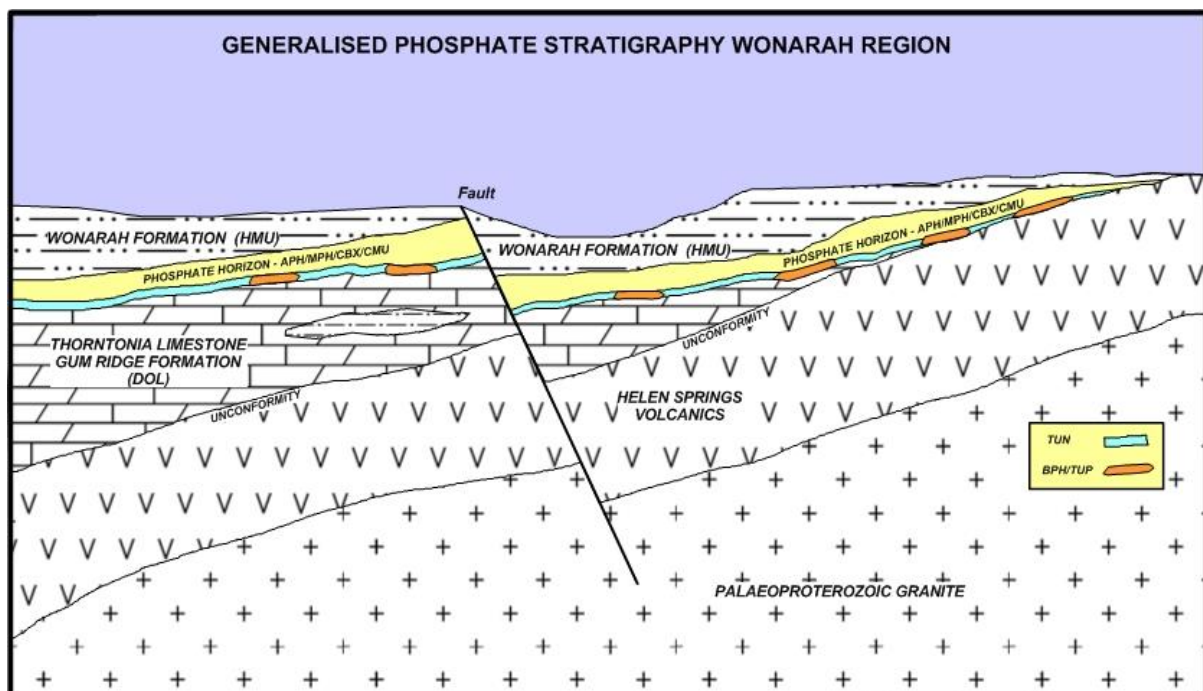 GENERALISED PHOSPHATE STRATIGRAPHY WONARAH REGION
Fault
WONARAH FORMATION (HMU)
WONARAH FORMATION (HMU)
PHOSPHATE HORIZON - APH/MPH/CBX/CMU
PHOSPHATE HORIZON - APH/MPH/CBX/CMU
THORNTONIA LIMESTONE
GUM RIDGE FORMATION
(DOL)
UNCONFORMITY
UNCONFORMITY
HELEN SPRINGS
VOLCANICS
TUN
BPH/TUP
PALAEOPROTEROZOIC GRANITE